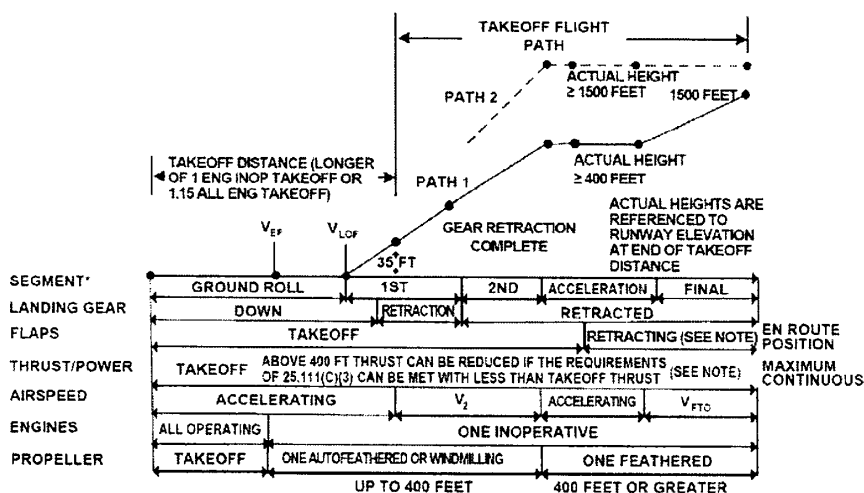 TAKEOFF FLIGHT
PATH
ACTUAL HEIGHT
≥ 1500 FEET
1500 FEET
PATH 2
TAKEOFF DISTANCE (LONGER
OF 1 ENG INOP TAKEOFF OR
1.15 ALL ENG TAKEOFF)
PATH 1
ACTUAL HEIGHT
≥ 400 FEET
ACTUAL HEIGHTS ARE
REFERENCED TO
RUNWAY ELEVATION
AT END OF TAKEOFF
DISTANCE
VEF
VLOF
GEAR RETRACTION
COMPLETE
35 FT
SEGMENT* GROUND ROLL 1ST 2ND ACCELERATION FINAL
LANDING GEAR DOWN RETRACTION RETRACTED
FLAPS TAKEOFF RETRACTING (SEE NOTE) EN ROUTE
POSITION
THRUST/POWER TAKEOFF ABOVE 400 FT THRUST CAN BE REDUCED IF THE REQUIREMENTS
OF 25.111(C)(3) CAN BE MET WITH LESS THAN TAKEOFF THRUST (SEE NOTE) MAXIMUM
CONTINUOUS
AIRSPEED ACCELERATING V2 ACCELERATING VFTO
ENGINES ALL OPERATING ONE INOPERATIVE
PROPELLER TAKEOFF ONE AUTOFEATHERED OR WINDMILLING ONE FEATHERED
UP TO 400 FEET 400 FEET OR GREATER